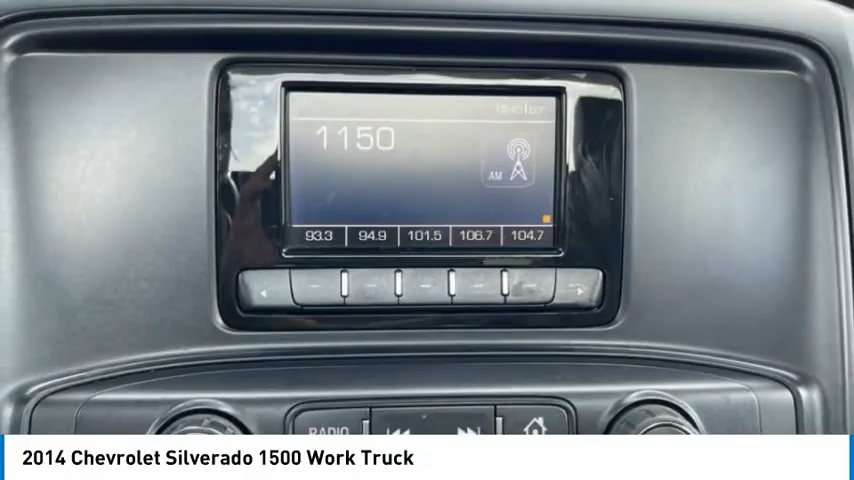 1150
AM
93.3 94.9 101.5 106.7 104.7
RADIO
2014 Chevrolet Silverado 1500 Work Truck